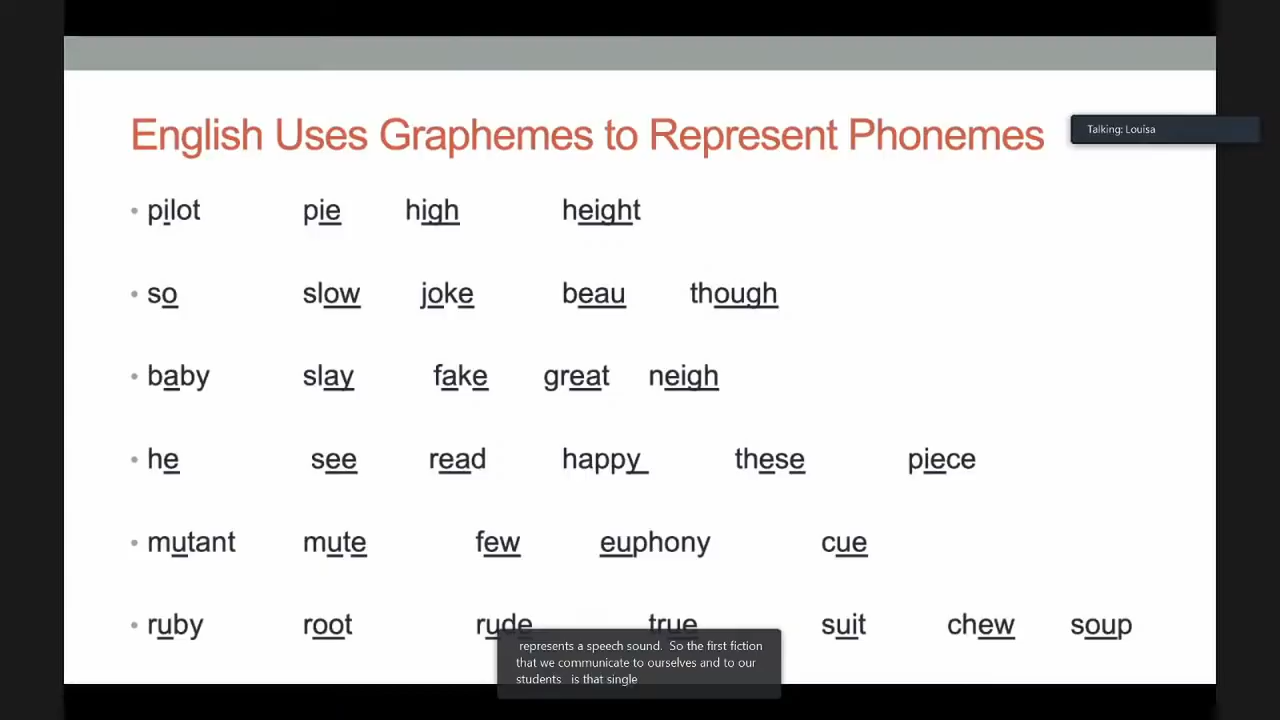 English Uses Graphemes to Represent Phonemes
Talking: Louisa
• pilot pie high height
• so slow joke beau though
• baby slay fake great neigh
• he see read happy these piece
• mutant mute few euphony cue
• ruby root rude true suit chew soup
represents a speech sound. So the first fiction
that we communicate to ourselves and to our
students is that single